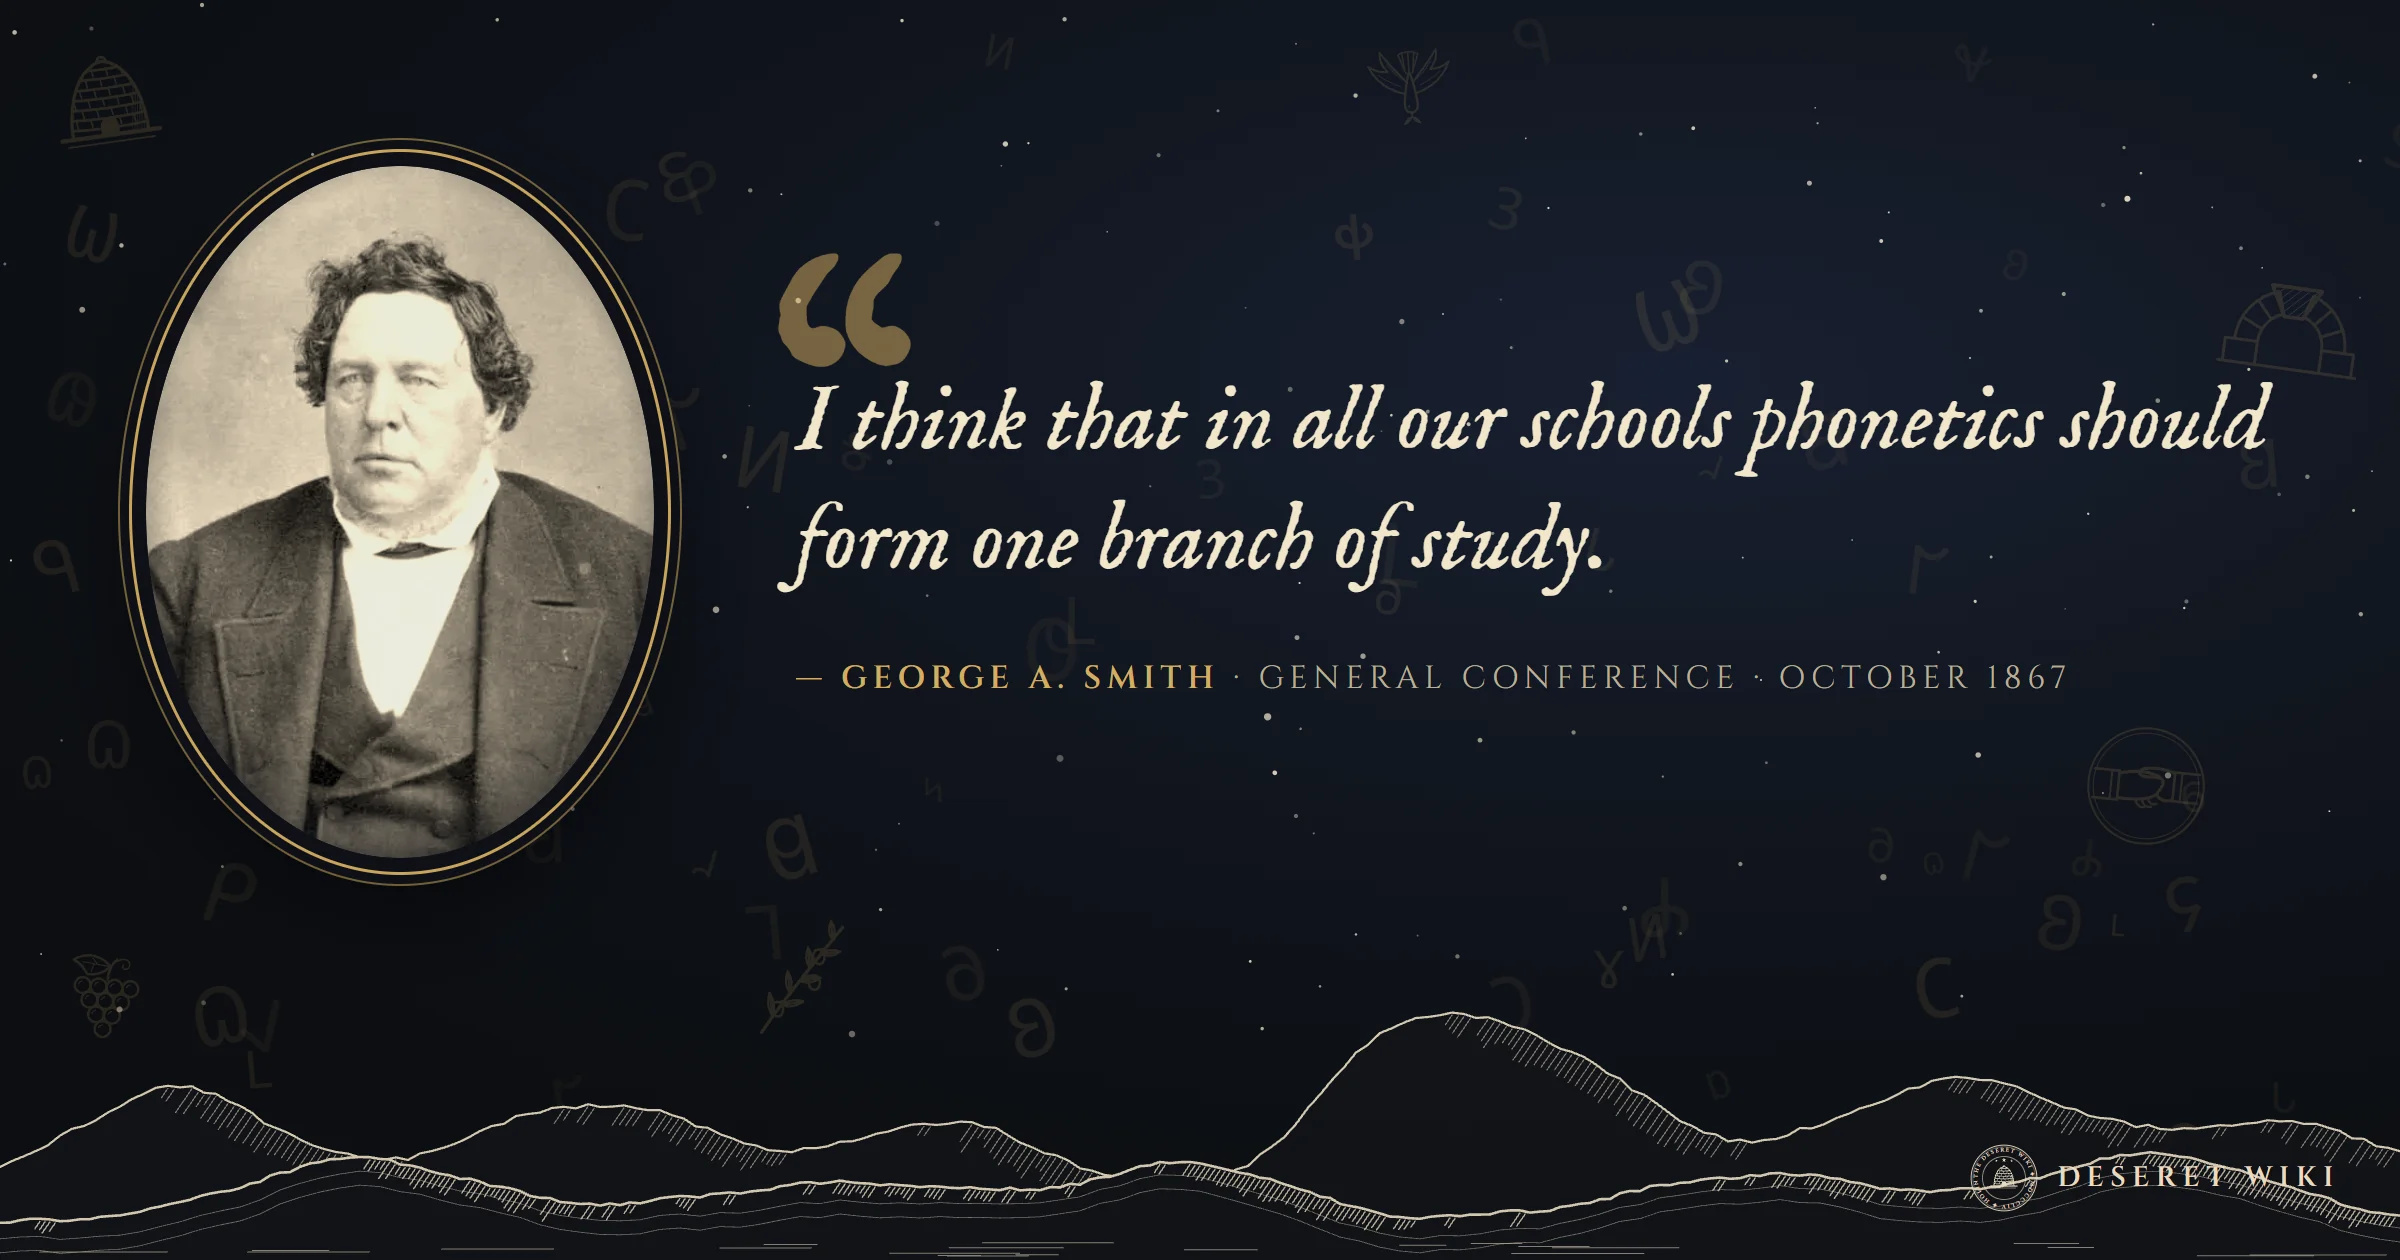 “
I think that in all our schools phonetics should
form one branch of study.
— GEORGE A. SMITH · GENERAL CONFERENCE · OCTOBER 1867
DESERET WIKI